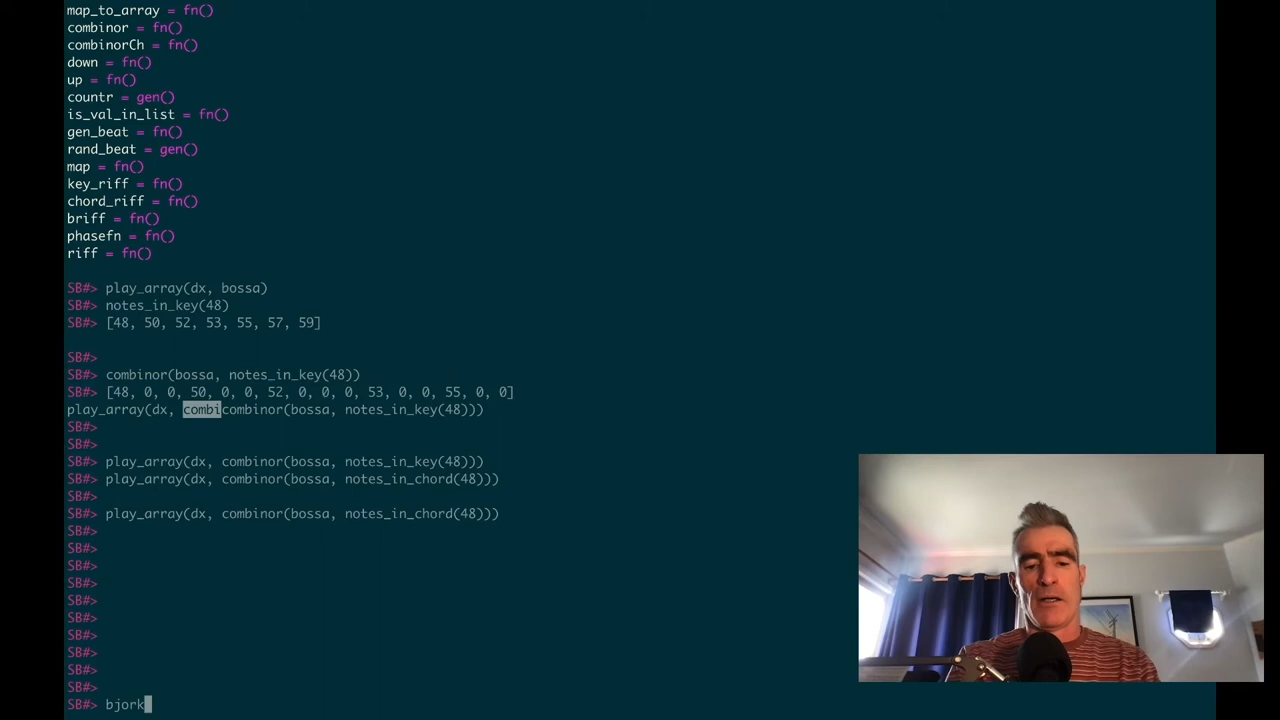 map_to_array = fn()
combinor = fn()
combinorCh = fn()
down = fn()
up = fn()
countr = gen()
is_val_in_list = fn()
gen_beat = fn()
rand_beat = gen()
map = fn()
key_riff = fn()
chord_riff = fn()
briff = fn()
phasefn = fn()
riff = fn()
SB#> play_array(dx, bossa)
SB#> notes_in_key(48)
SB#> [48, 50, 52, 53, 55, 57, 59]
SB#>
SB#> combinor(bossa, notes_in_key(48))
SB#> [48, 0, 0, 50, 0, 0, 52, 0, 0, 0, 53, 0, 0, 55, 0, 0]
play_array(dx, combicombinor(bossa, notes_in_key(48)))
SB#>
SB#>
SB#> play_array(dx, combinor(bossa, notes_in_key(48)))
SB#> play_array(dx, combinor(bossa, notes_in_chord(48)))
SB#>
SB#> play_array(dx, combinor(bossa, notes_in_chord(48)))
SB#>
SB#>
SB#>
SB#>
SB#>
SB#>
SB#>
SB#>
SB#>
SB#>
SB#> bjork